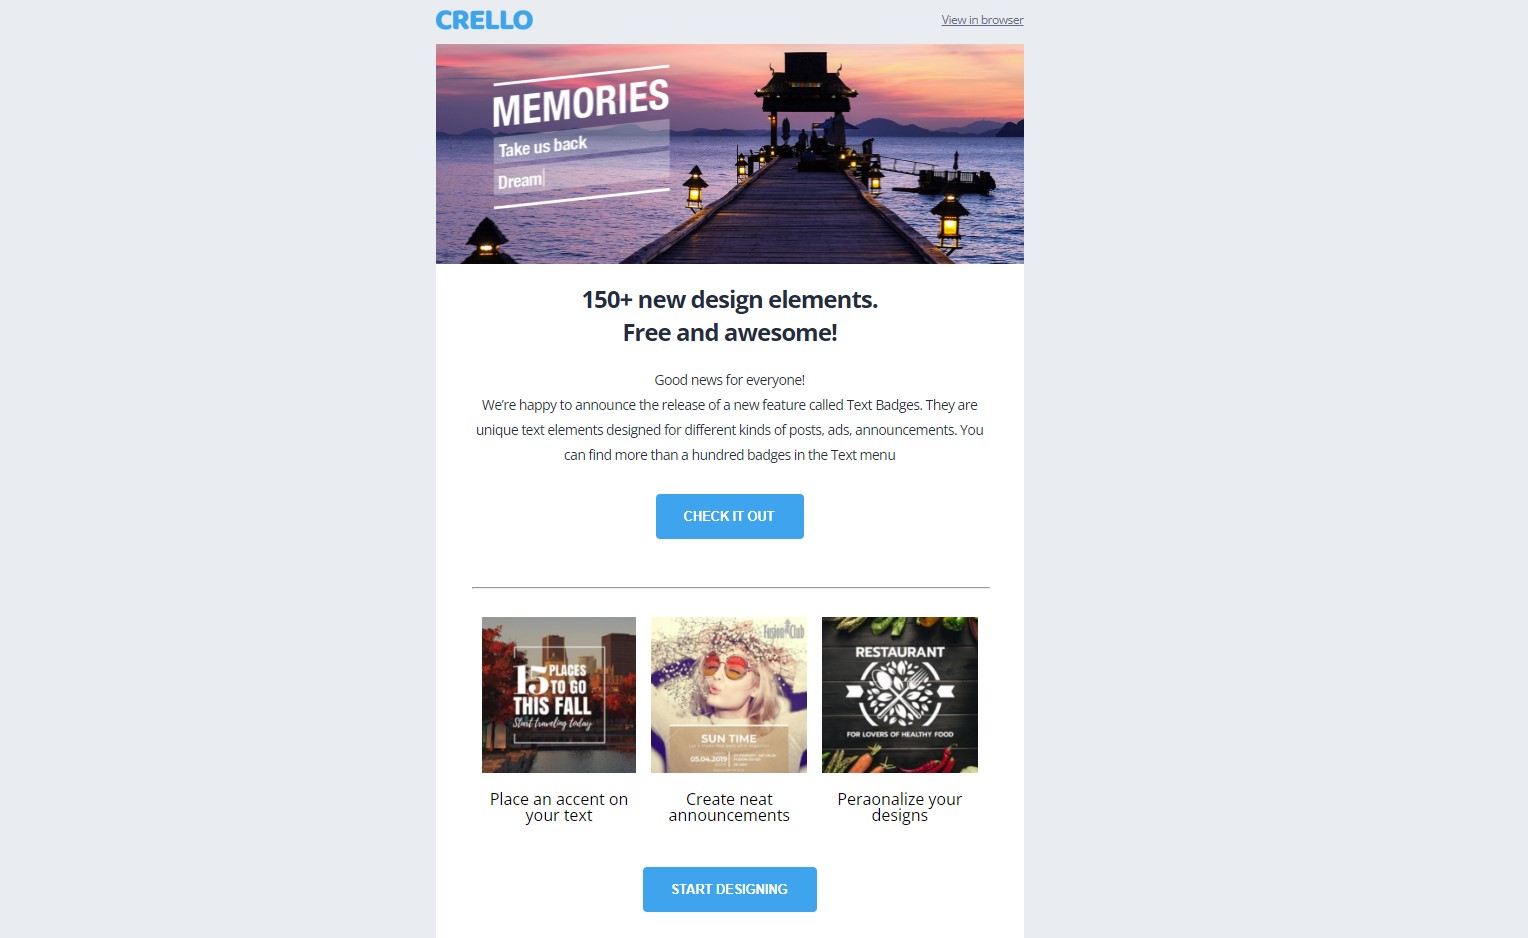 CRELLO
View in browser
MEMORIES
Take us back
Dream
150+ new design elements.
Free and awesome!
Good news for everyone!
We’re happy to announce the release of a new feature called Text Badges. They are
unique text elements designed for different kinds of posts, ads, announcements. You
can find more than a hundred badges in the Text menu
CHECK IT OUT
15 PLACES
TO GO
THIS FALL
Start traveling today
Fusion Club
SUN TIME
05.04.2019
RESTAURANT
FOR LOVERS OF HEALTHY FOOD
Place an accent on
your text
Create neat
announcements
Peraonalize your
designs
START DESIGNING